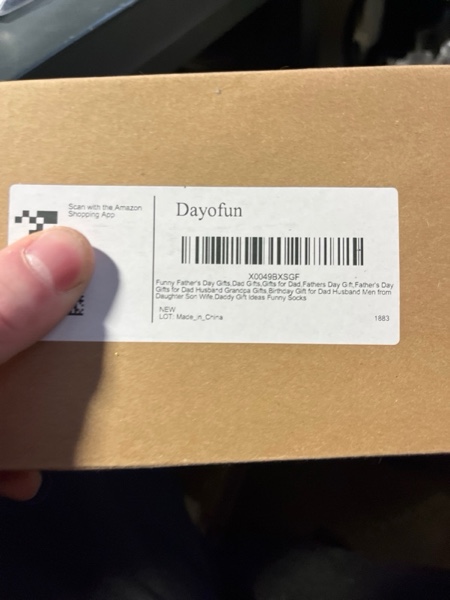 Scan with the Amazon
Shopping App
Dayofun
X0049BXSGF
Funny Father's Day Gifts,Dad Gifts,Gifts for Dad,Fathers Day Gift,Father's Day
Gifts for Dad Husband Grandpa Gifts,Birthday Gift for Dad Husband Men from
Daughter Son Wife,Daddy Gift Ideas Funny Socks
NEW
LOT: Mace_in_China
1883